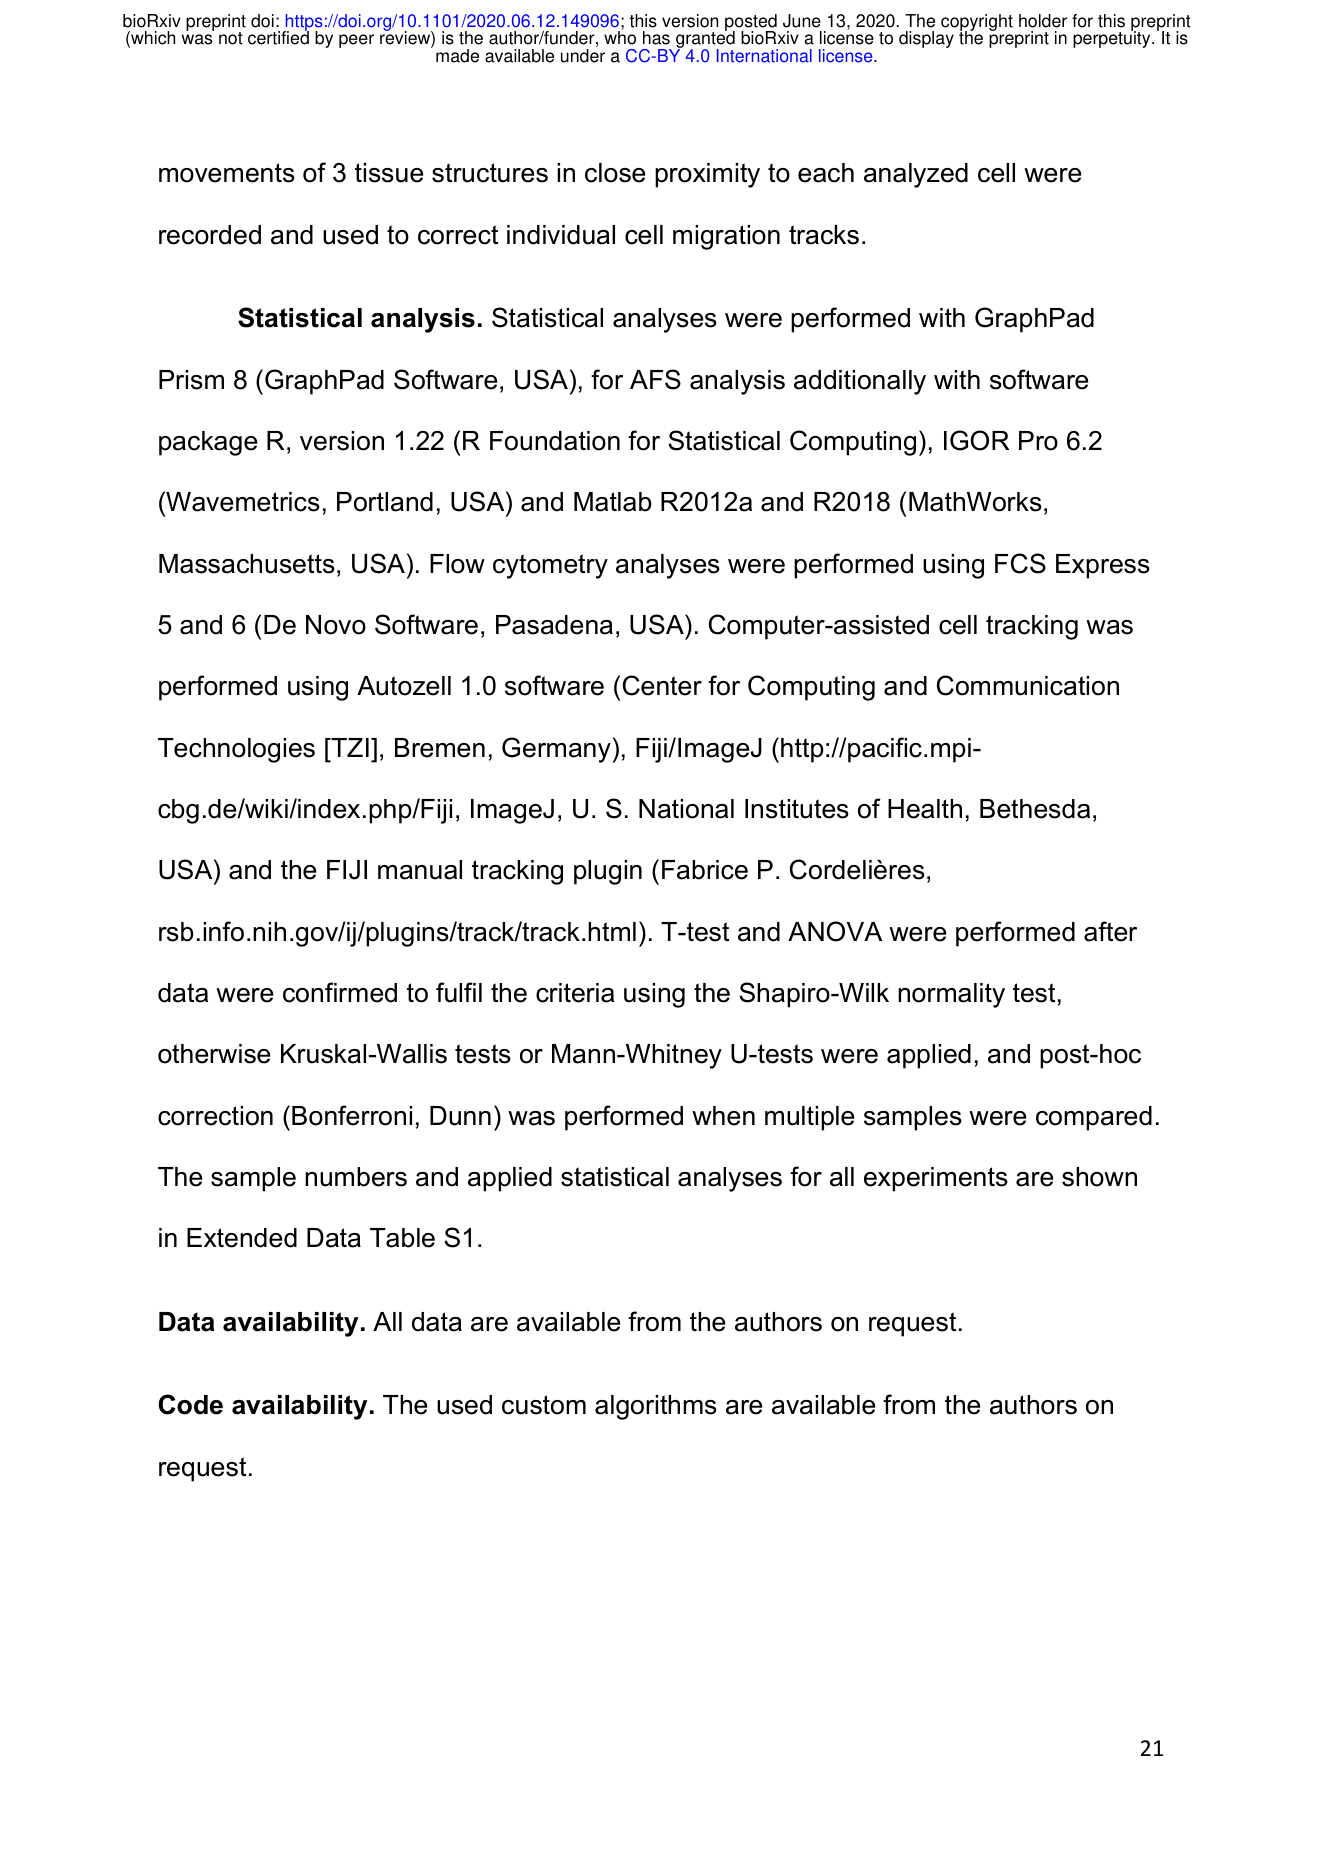 bioRxiv preprint doi: https://doi.org/10.1101/2020.06.12.149096; this version posted June 13, 2020. The copyright holder for this preprint
(which was not certified by peer review) is the author/funder, who has granted bioRxiv a license to display the preprint in perpetuity. It is
made available under a CC-BY 4.0 International license.
movements of 3 tissue structures in close proximity to each analyzed cell were
recorded and used to correct individual cell migration tracks.
Statistical analysis. Statistical analyses were performed with GraphPad
Prism 8 (GraphPad Software, USA), for AFS analysis additionally with software
package R, version 1.22 (R Foundation for Statistical Computing), IGOR Pro 6.2
(Wavemetrics, Portland, USA) and Matlab R2012a and R2018 (MathWorks,
Massachusetts, USA). Flow cytometry analyses were performed using FCS Express
5 and 6 (De Novo Software, Pasadena, USA). Computer-assisted cell tracking was
performed using Autozell 1.0 software (Center for Computing and Communication
Technologies [TZI], Bremen, Germany), Fiji/ImageJ (http://pacific.mpi-
cbg.de/wiki/index.php/Fiji, ImageJ, U. S. National Institutes of Health, Bethesda,
USA) and the FIJI manual tracking plugin (Fabrice P. Cordelières,
rsb.info.nih.gov/ij/plugins/track/track.html). T-test and ANOVA were performed after
data were confirmed to fulfil the criteria using the Shapiro-Wilk normality test,
otherwise Kruskal-Wallis tests or Mann-Whitney U-tests were applied, and post-hoc
correction (Bonferroni, Dunn) was performed when multiple samples were compared.
The sample numbers and applied statistical analyses for all experiments are shown
in Extended Data Table S1.
Data availability. All data are available from the authors on request.
Code availability. The used custom algorithms are available from the authors on
request.
21